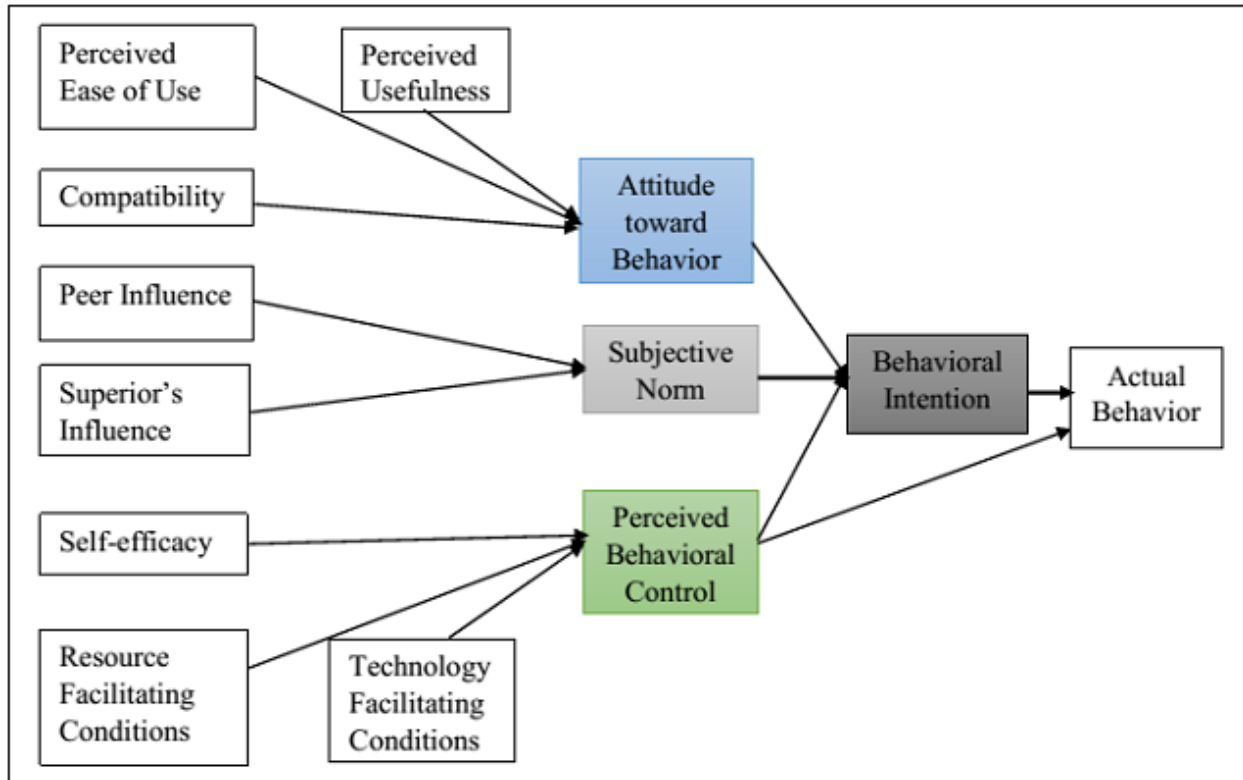 Perceived
Ease of Use
Perceived
Usefulness
Compatibility
Attitude
toward
Behavior
Peer Influence
Subjective
Norm
Superior’s
Influence
Behavioral
Intention
Actual
Behavior
Self-efficacy
Perceived
Behavioral
Control
Resource
Facilitating
Conditions
Technology
Facilitating
Conditions